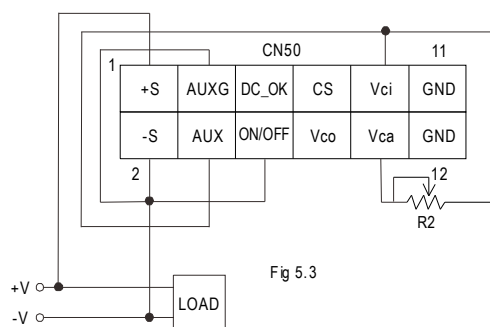 CN50
1 11
+S AUXG DC_OK CS Vci GND
-S AUX ON/OFF Vco Vca GND
2 12
R2
Fig 5.3
+V
LOAD
-V